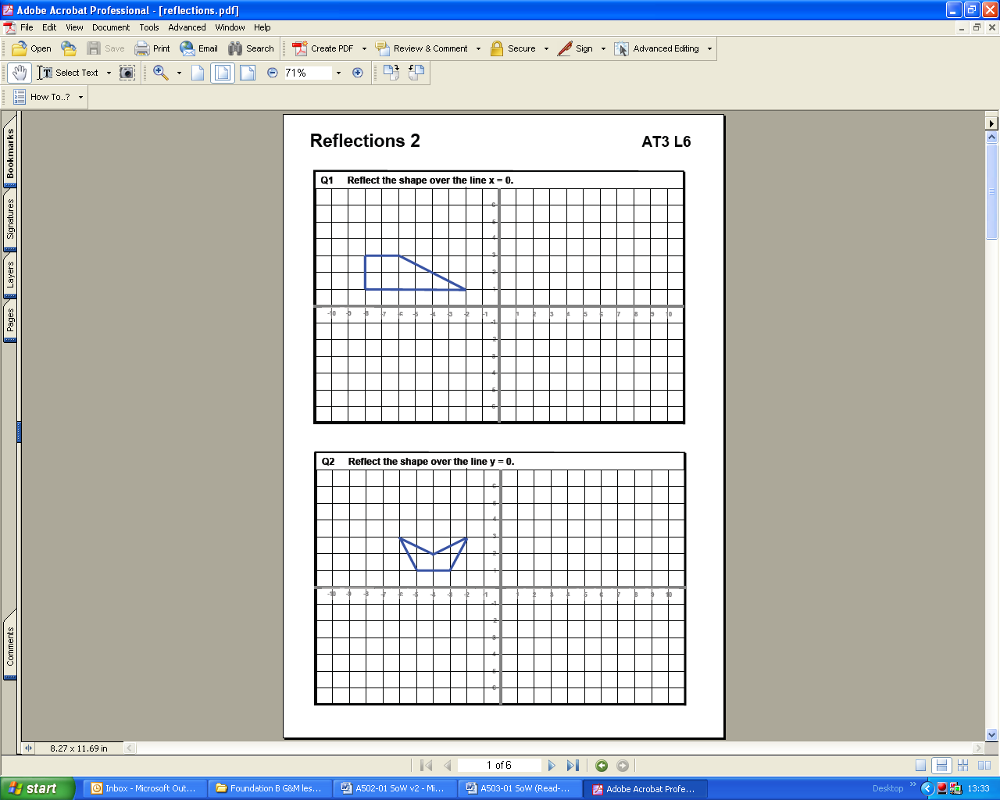 Adobe Acrobat Professional - [reflections.pdf]
File Edit View Document Tools Advanced Window Help
Open Save Print Email Search Create PDF Review & Comment Secure Sign Advanced Editing
Select Text 71%
How To..?
Bookmarks
Signatures
Layers
Pages
Comments
Reflections 2 AT3 L6
Q1 Reflect the shape over the line x = 0.
6
5
4
3
2
1
-10 -9 -8 -7 -6 -5 -4 -3 -2 -1 1 2 3 4 5 6 7 8 9 10
-1
2
3
4
5
6
Q2 Reflect the shape over the line y = 0.
6
5
4
3
2
1
-10 -9 -8 -7 -6 -5 -4 -3 -2 -1 1 2 3 4 5 6 7 8 9 10
-1
2
3
4
5
6
8.27 x 11.69 in
1 of 6
start Inbox - Microsoft Out... Foundation B G&M les... A502-01 SoW v2 - Mi... A503-01 SoW (Read-... Adobe Acrobat Profe... Desktop » 13:33